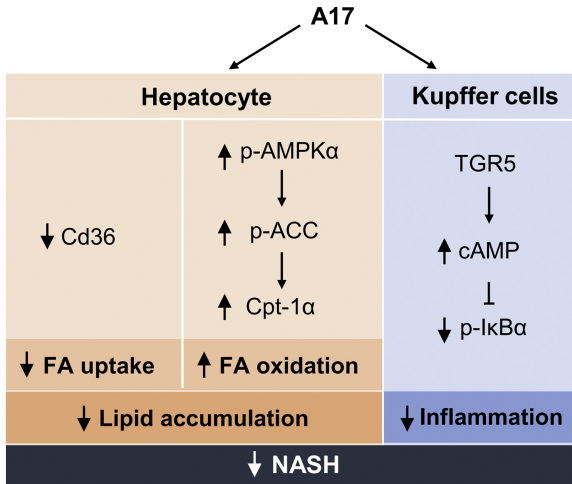 A17
Hepatocyte
Kupffer cells
Cd36
p-AMPKα
p-ACC
Cpt-1α
TGR5
cAMP
p-IκBα
FA uptake
FA oxidation
Lipid accumulation
Inflammation
NASH